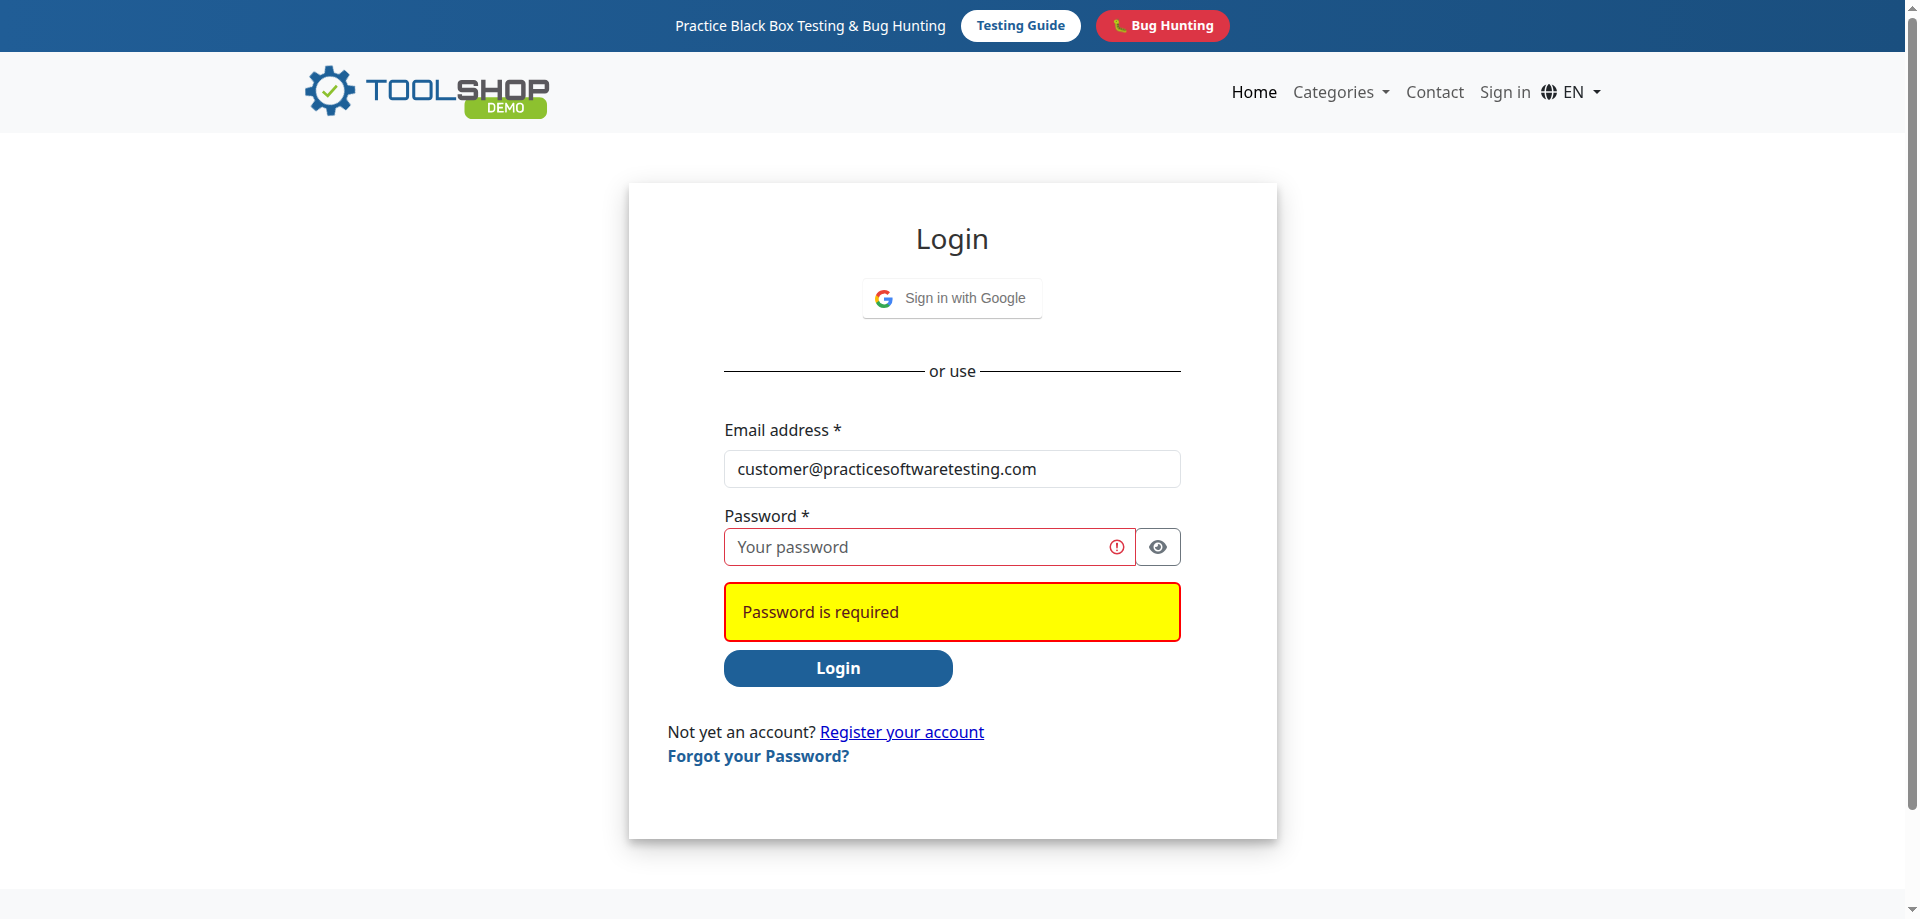 Practice Black Box Testing & Bug Hunting Testing Guide Bug Hunting
TOOLSHOP DEMO
Home Categories Contact Sign in EN
Login
Sign in with Google
or use
Email address *
customer@practicesoftwaretesting.com
Password *
Your password
Password is required
Login
Not yet an account? Register your account
Forgot your Password?